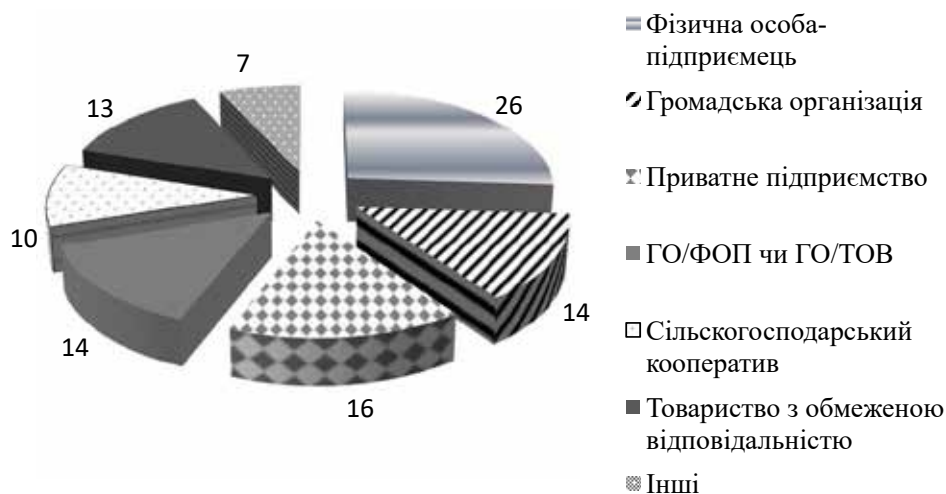 7
13
26
10
14
14
16
Фізична особа-
підприємець
Громадська організація
Приватне підприємство
ГО/ФОП чи ГО/ТОВ
Сільскогосподарський
кооператив
Товариство з обмеженою
відповідальністю
Інші